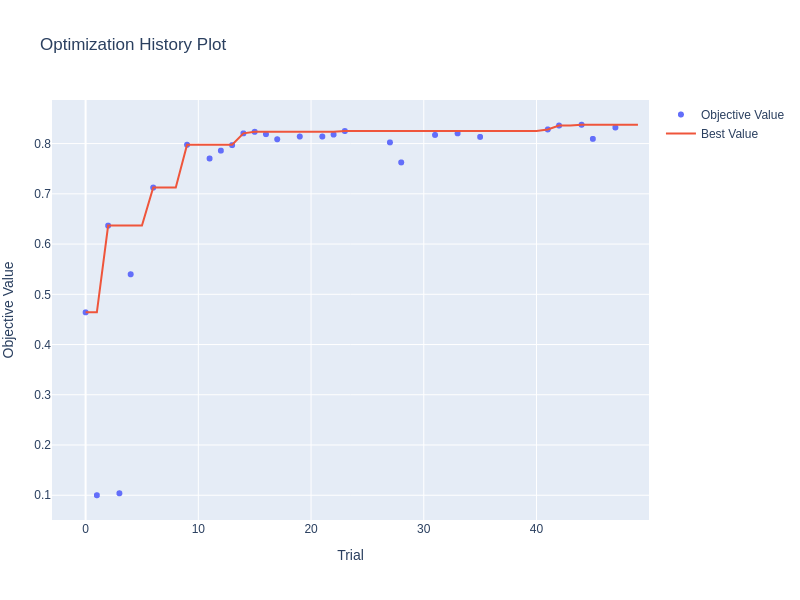 Optimization History Plot
Objective Value
Best Value
0.8
0.7
0.6
0.5
0.4
0.3
0.2
0.1
Objective Value
0 10 20 30 40
Trial